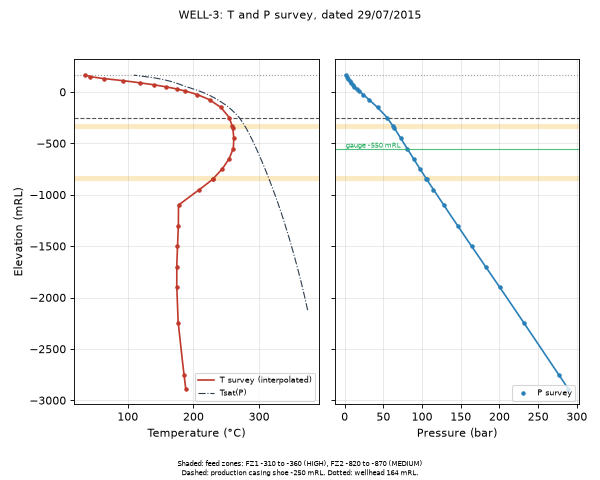 WELL-3: T and P survey, dated 29/07/2015
Elevation (mRL)
0
−500
−1000
−1500
−2000
−2500
−3000
100
200
300
Temperature (°C)
T survey (interpolated)
Tsat(P)
gauge -550 mRL
0
50
100
150
200
250
300
Pressure (bar)
P survey
Shaded: feed zones: FZ1 -310 to -360 (HIGH), FZ2 -820 to -870 (MEDIUM)
Dashed: production casing shoe -250 mRL. Dotted: wellhead 164 mRL.